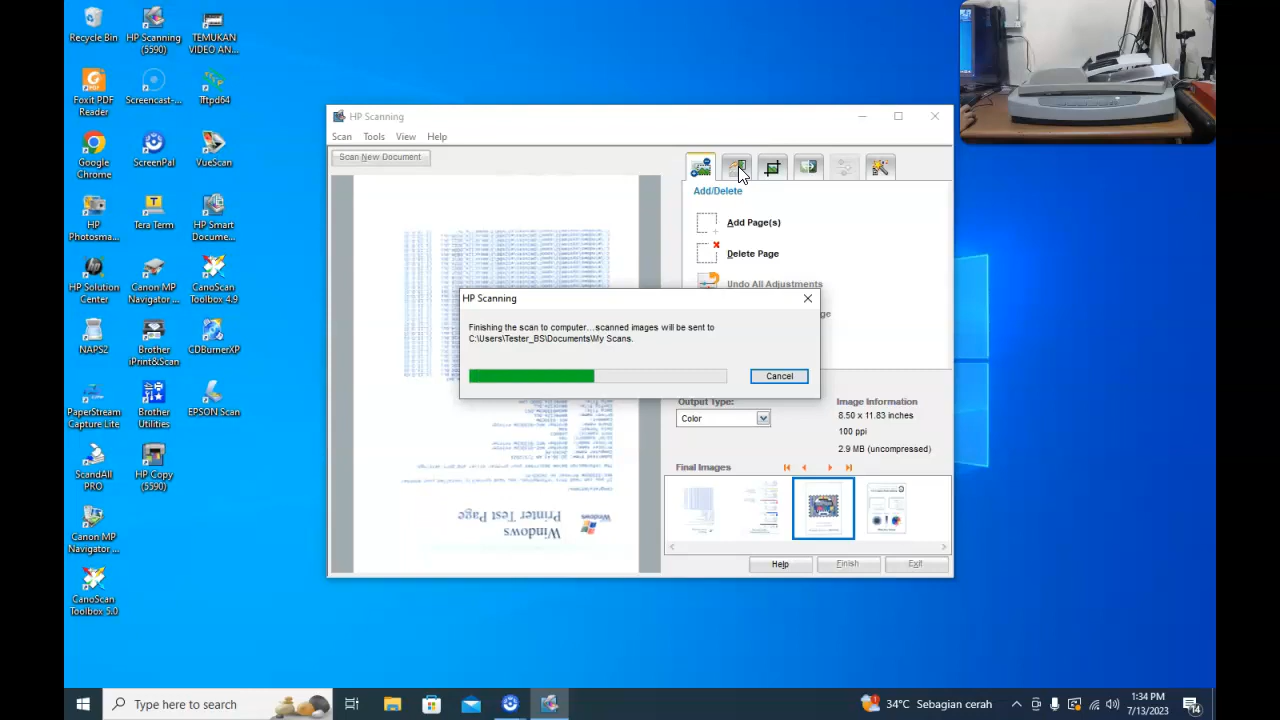 Recycle Bin
HP Scanning
(5590)
TEMUKAN
VIDEO AN...
Foxit PDF
Reader
Screencast-...
Tftpd64
Google
Chrome
ScreenPal
VueScan
HP
Photosma...
Tera Term
HP Smart
Documen...
HP Solution
Center
Canon MP
Navigator ...
CanoScan
Toolbox 4.9
NAPS2
Brother
iPrint&Scan
CDBurnerXP
PaperStream
Capture Lite
Brother
Utilities
EPSON Scan
ScandAll
PRO
HP Copy
(5590)
Canon MP
Navigator ...
CanoScan
Toolbox 5.0
HP Scanning
Scan Tools View Help
Scan New Document
Add/Delete
Add Page(s)
Delete Page
Undo All Adjustments
HP Scanning
Finishing the scan to computer...scanned images will be sent to
C:\Users\Tester_BS\Documents\My Scans.
Cancel
Output Type:
Color
Image Information
8.50 x 11.83 inches
100 ppi
2.9 MB (uncompressed)
Final Images
Windows
Printer Test Page
Help Finish Exit
Type here to search
34°C Sebagian cerah
1:34 PM
7/13/2023
14